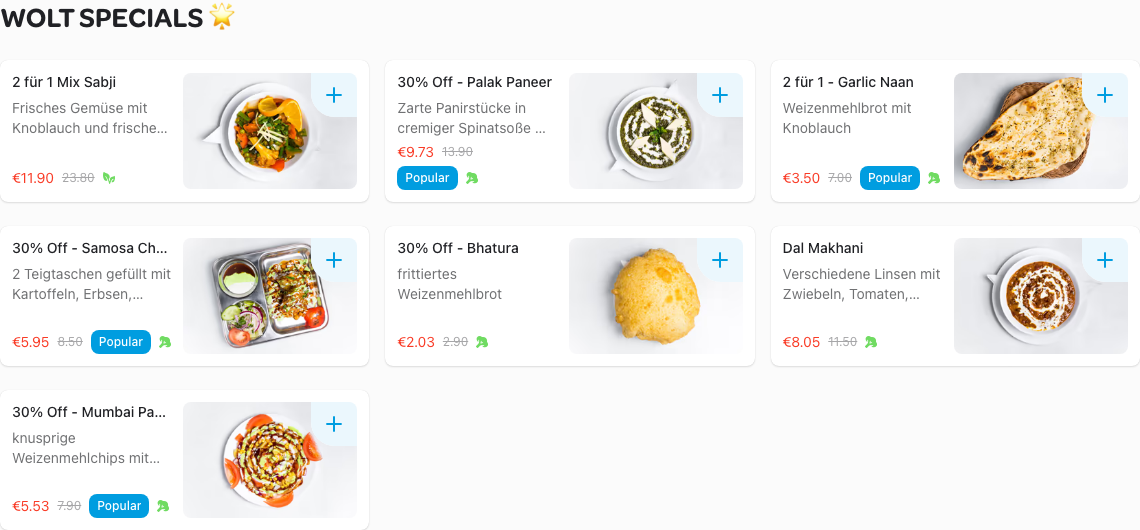 WOLT SPECIALS 🌟
2 für 1 Mix Sabji
Frisches Gemüse mit
Knoblauch und frische...
€11.90 23.80
30% Off - Palak Paneer
Zarte Panirstücke in
cremiger Spinatsoße ...
€9.73 13.90
Popular
2 für 1 - Garlic Naan
Weizenmehlbrot mit
Knoblauch
€3.50 7.00 Popular
30% Off - Samosa Ch...
2 Teigtaschen gefüllt mit
Kartoffeln, Erbsen,...
€5.95 8.50 Popular
30% Off - Bhatura
frittiertes
Weizenmehlbrot
€2.03 2.90
Dal Makhani
Verschiedene Linsen mit
Zwiebeln, Tomaten,...
€8.05 11.50
30% Off - Mumbai Pa...
knusprige
Weizenmehlchips mit...
€5.53 7.90 Popular